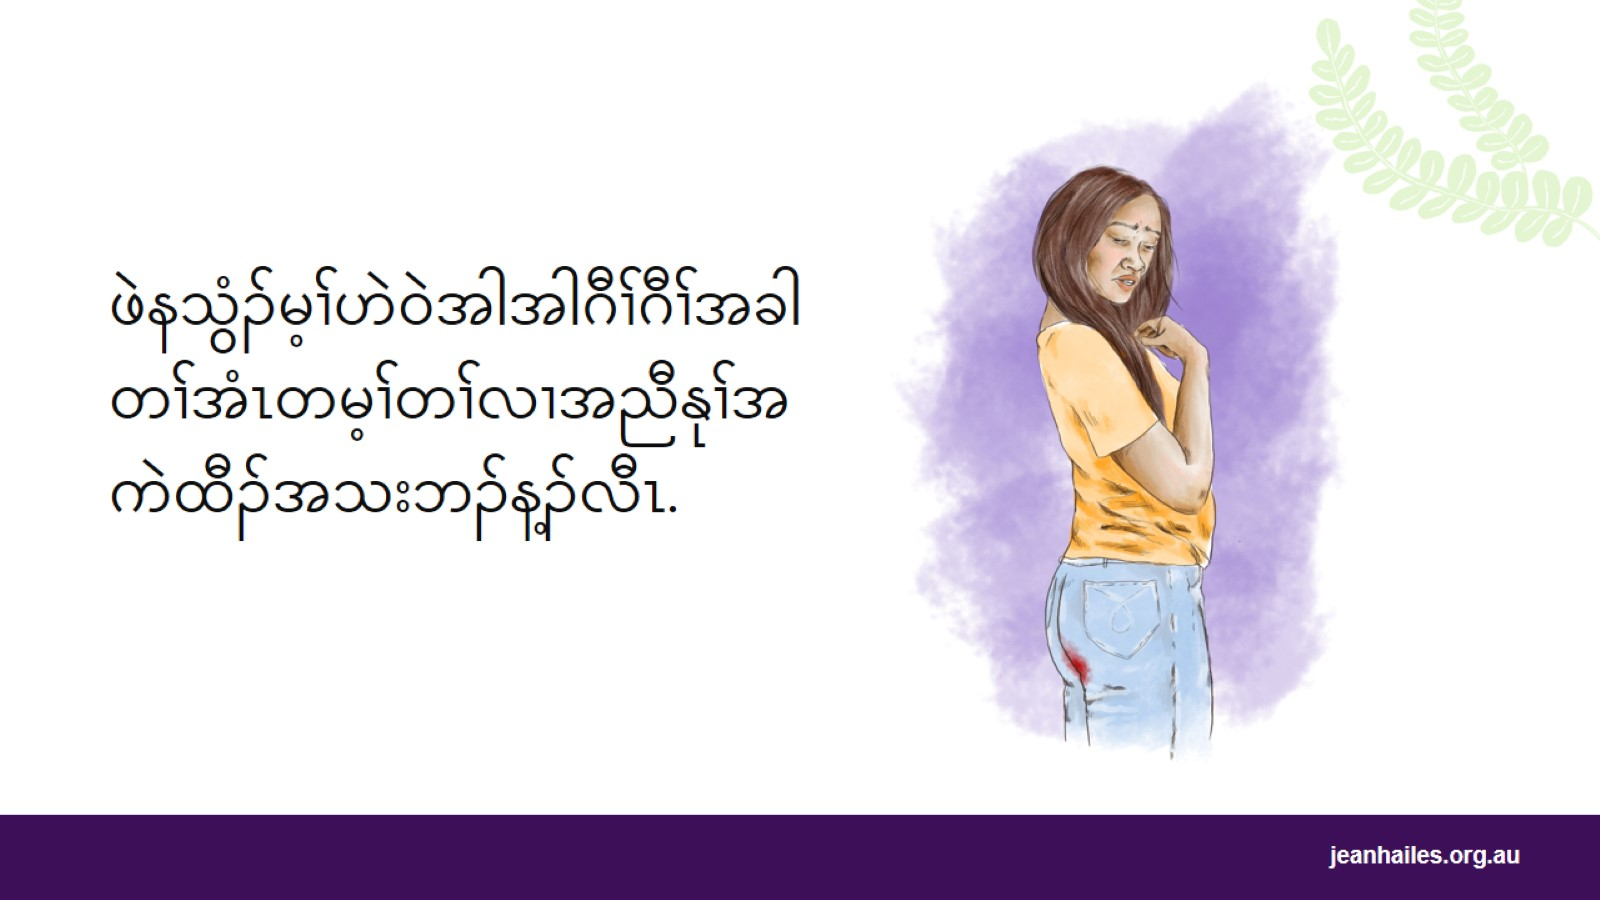 ဖဲနသွံၣ်မ့ၢ်ဟဲဝဲအါအါဂီၢ်ဂီၢ်အခါ
တၢ်အံၤတမ့ၢ်တၢ်လၢအညီနုၢ်အ
ကဲထီၣ်အသးဘၣ်န့ၣ်လီၤ.
jeanhailes.org.au